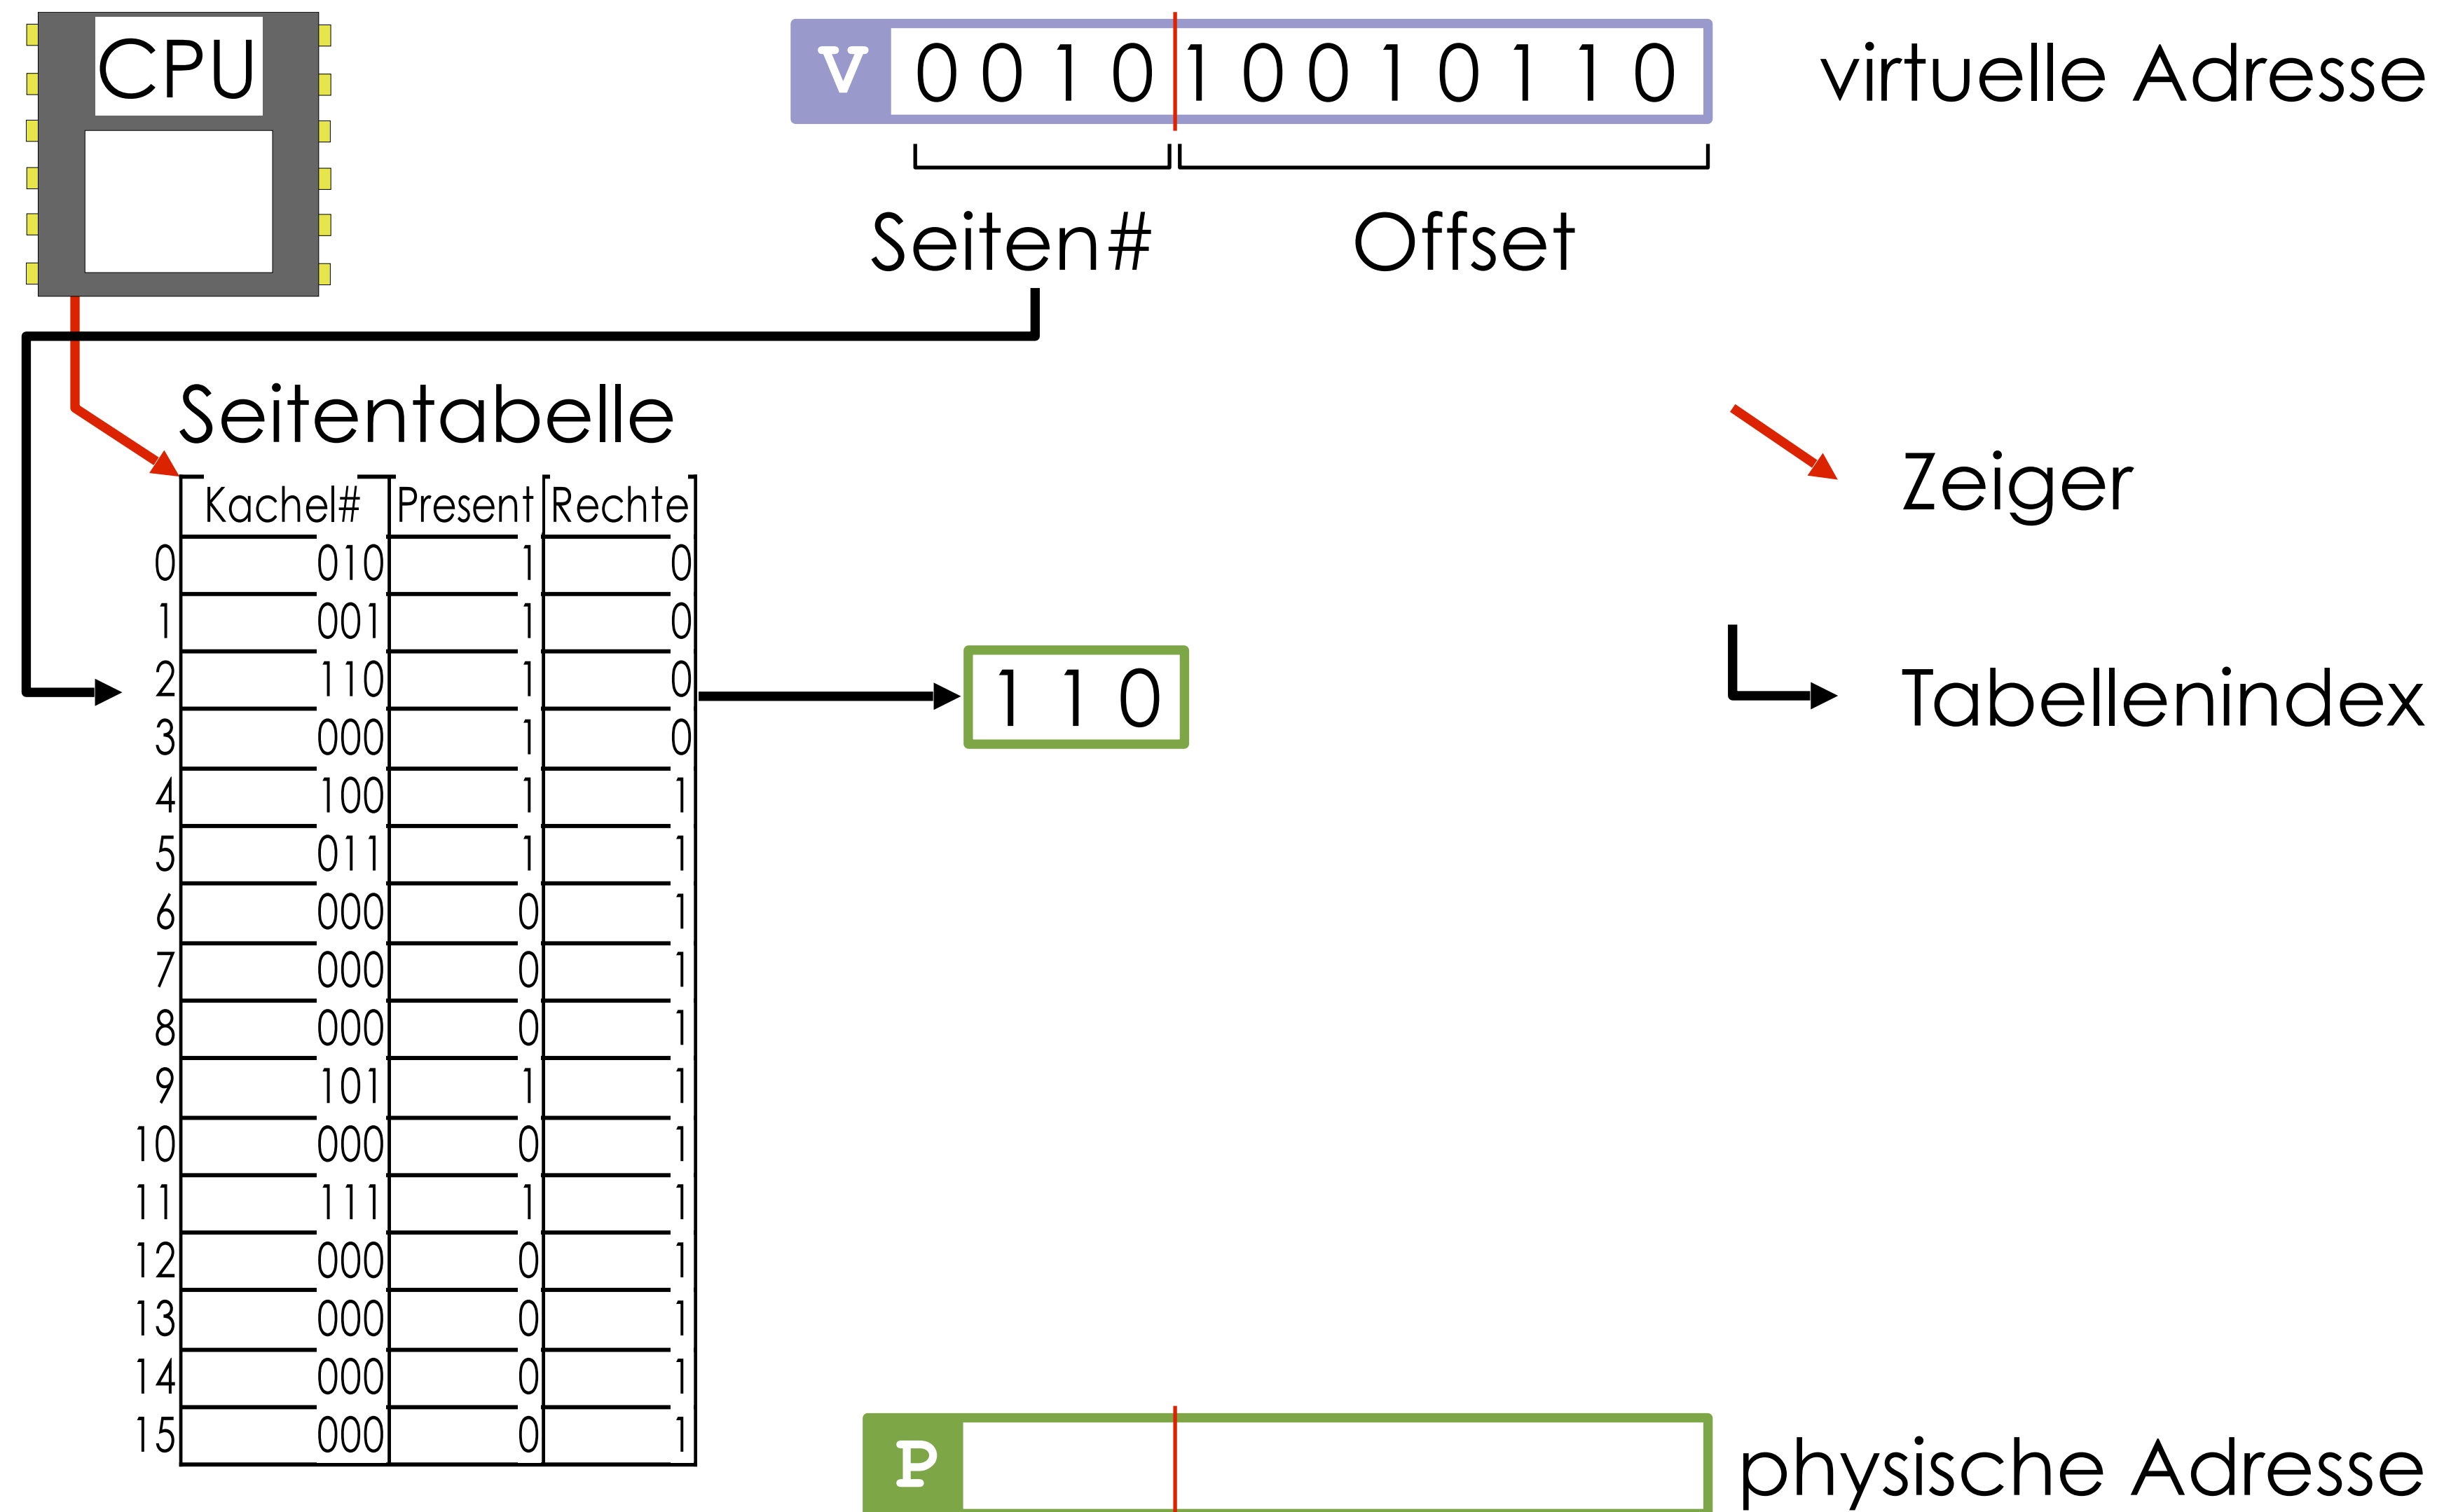 CPU
V 0 0 1 0 1 0 0 1 0 1 1 0 virtuelle Adresse
Seiten# Offset
Seitentabelle
Zeiger
Kachel# Present Rechte
0 010 1 0
1 001 1 0
2 110 1 0
3 000 1 0
4 100 1 1
5 011 1 1
6 000 0 1
7 000 0 1
8 000 0 1
9 101 1 1
10 000 0 1
11 111 1 1
12 000 0 1
13 000 0 1
14 000 0 1
15 000 0 1
1 1 0
Tabellenindex
P physische Adresse